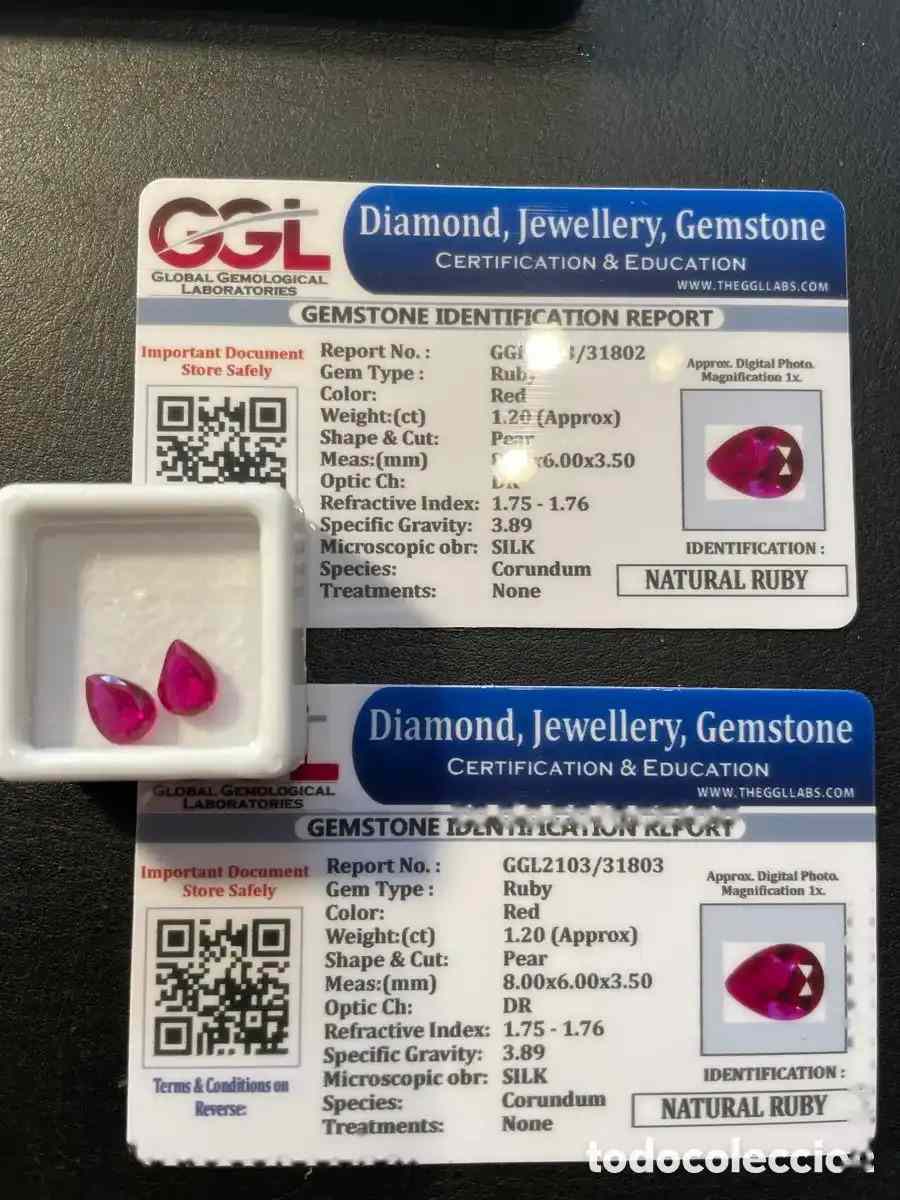 GGL
GLOBAL GEMOLOGICAL
LABORATORIES
Diamond, Jewellery, Gemstone
CERTIFICATION & EDUCATION
WWW.THEGGLLABS.COM
GEMSTONE IDENTIFICATION REPORT
Important Document
Store Safely
Report No. : /31802
Gem Type : Ruby
Color: Red
Weight:(ct) 1.20 (Approx)
Shape & Cut: Pear
Meas:(mm) x6.00x3.50
Optic Ch: DR
Refractive Index: 1.75 - 1.76
Specific Gravity: 3.89
Microscopic obr: SILK
Species: Corundum
Treatments: None
Approx. Digital Photo.
Magnification 1x.
IDENTIFICATION :
NATURAL RUBY
GLOBAL GEMOLOGICAL
LABORATORIES
Diamond, Jewellery, Gemstone
CERTIFICATION & EDUCATION
WWW.THEGGLLABS.COM
GEMSTONE IDENTIFICATION REPORT
Important Document
Store Safely
Terms & Conditions on
Reverse:
Report No. : GGL2103/31803
Gem Type : Ruby
Color: Red
Weight:(ct) 1.20 (Approx)
Shape & Cut: Pear
Meas:(mm) 8.00x6.00x3.50
Optic Ch: DR
Refractive Index: 1.75 - 1.76
Specific Gravity: 3.89
Microscopic obr: SILK
Species: Corundum
Treatments: None
Approx. Digital Photo.
Magnification 1x.
IDENTIFICATION :
NATURAL RUBY
todocoleccio